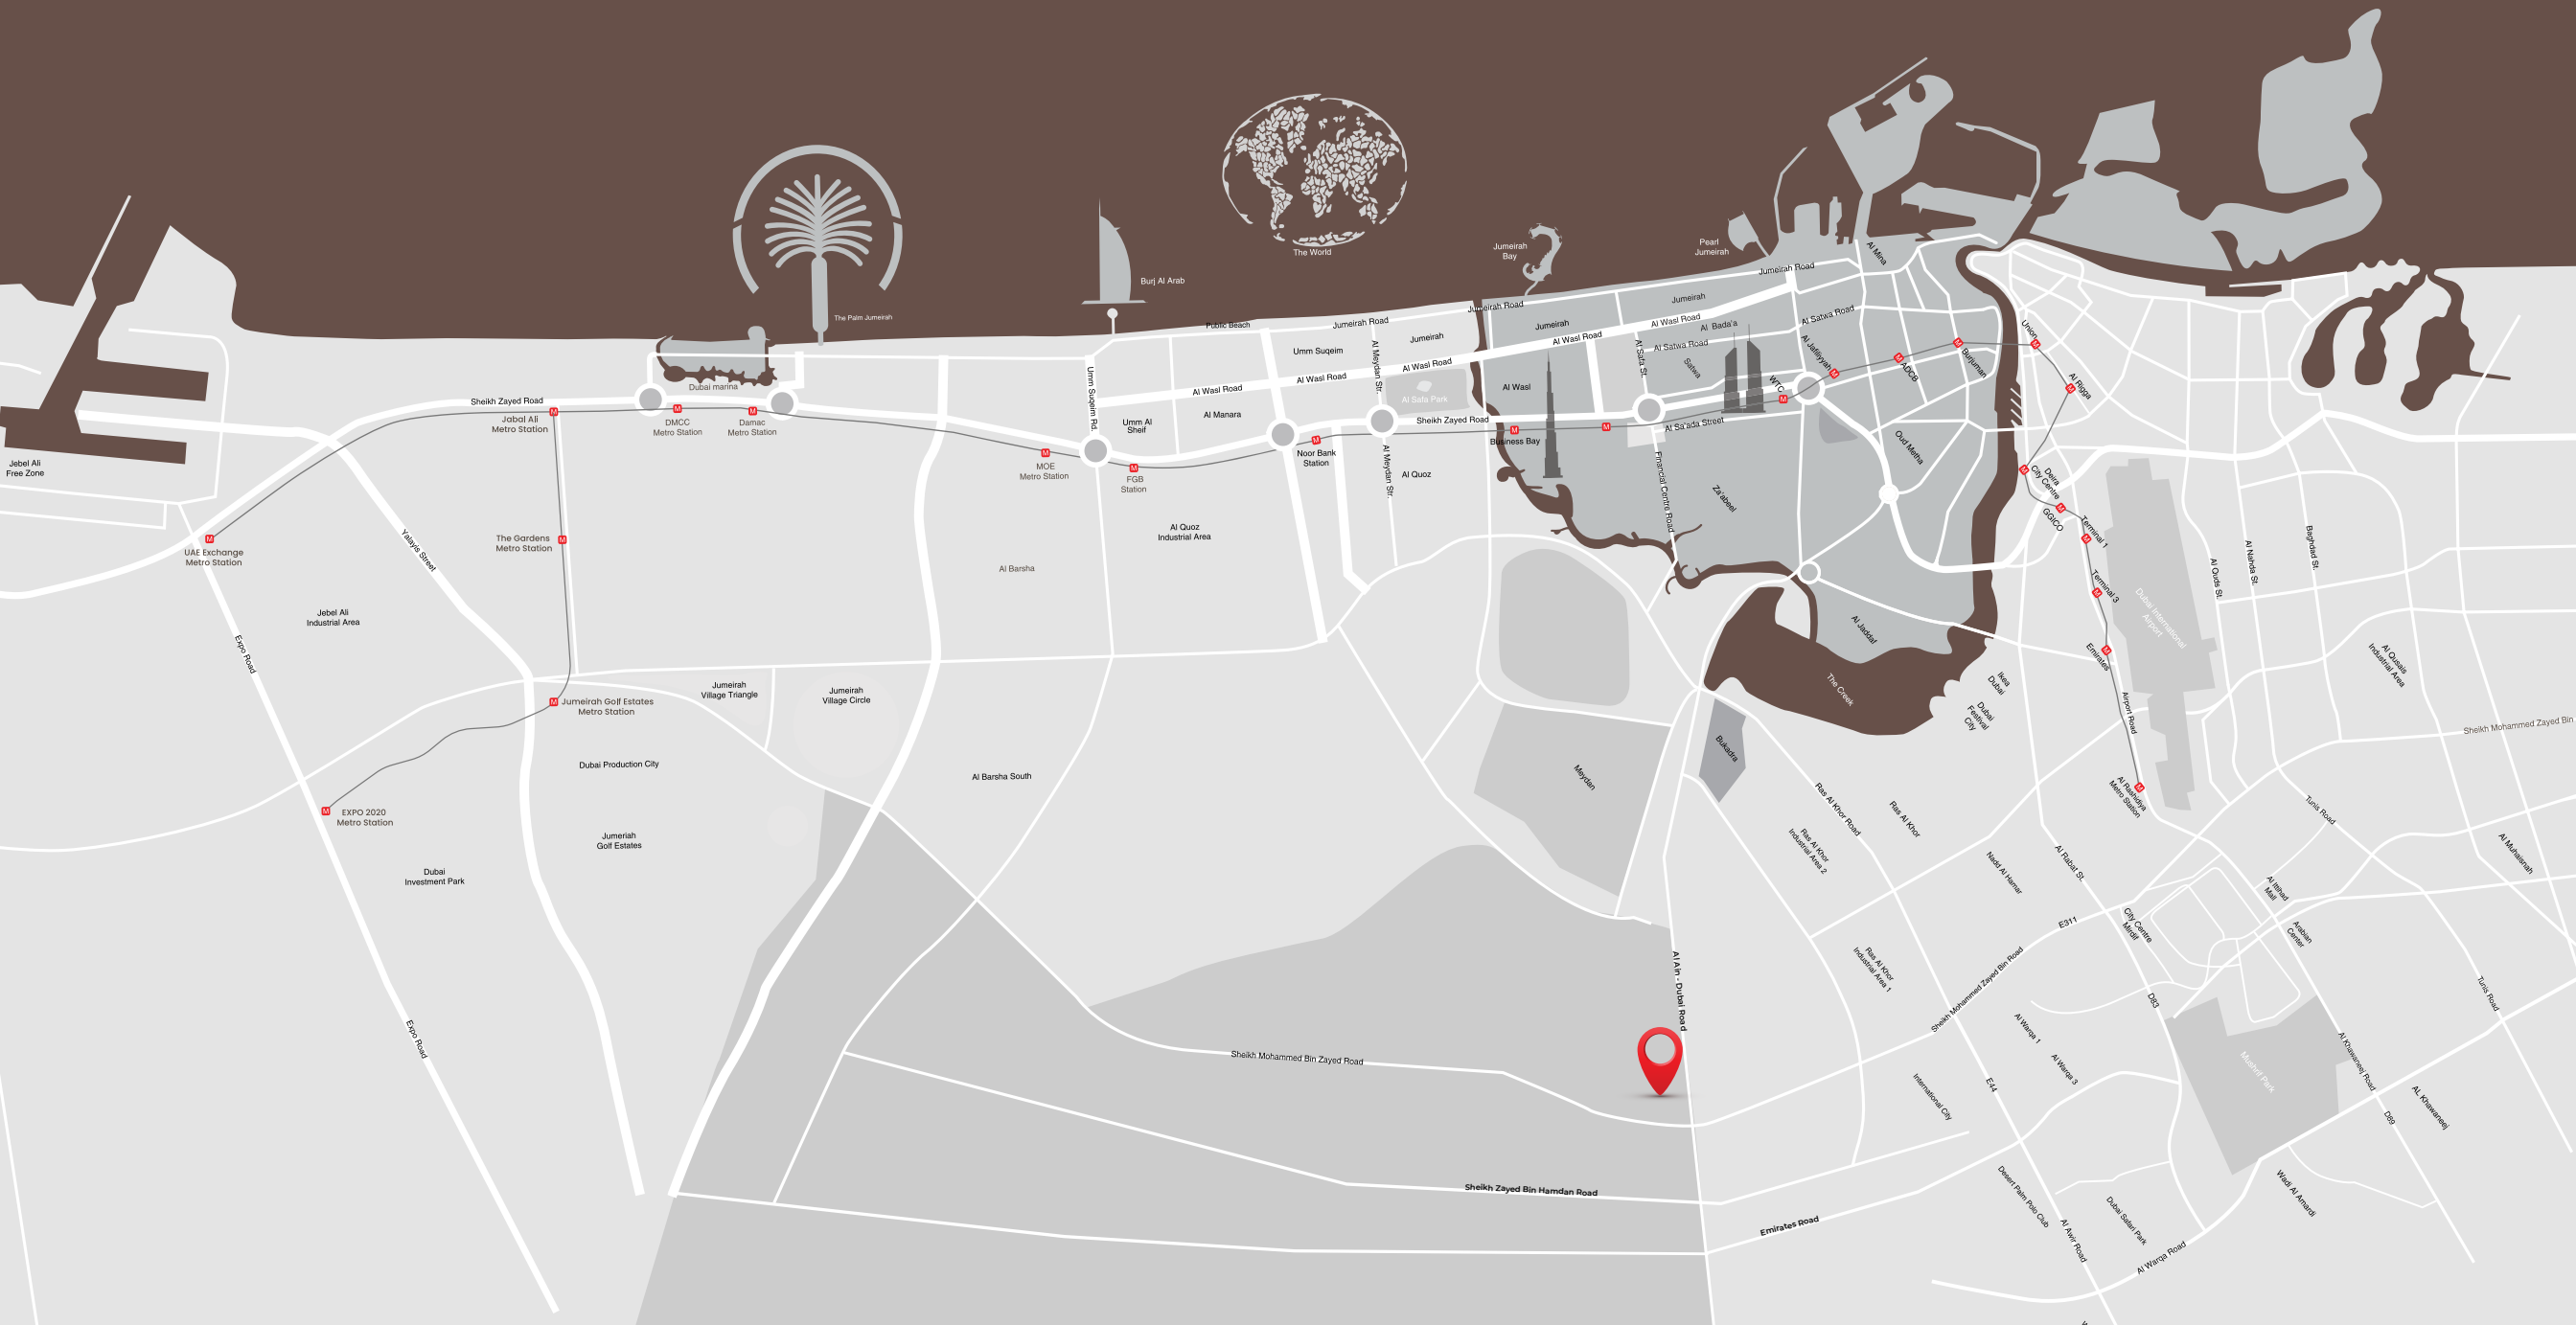 The World
Burj Al Arab
The Palm Jumeirah
Jumeirah
Bay
Pearl
Jumeirah
Al Mina
Jumeirah Road
Jumeirah
Jumeirah Road
Jumeirah Road
Public Beach
Jumeirah
Jumeirah
Al Wasl Road
Al Bada'a
Al Satwa Road
Al Satwa Road
Al Wasl Road
Satwa
Al Safa St.
Umm Suqeim
Al Meydan Str.
Al Wasl Road
Al Wasl Road
Al Wasl Road
Al Wasl
Al Safa Park
Al Jafiliyyah
ADCB
Burjuman
Union
Al Rigga
WTC
Dubai marina
Sheikh Zayed Road
Jabal Ali
Metro Station
DMCC
Metro Station
Damac
Metro Station
Umm Suqeim Rd.
Umm Al
Sheif
Al Manara
Sheikh Zayed Road
Al Sa'ada Street
Business Bay
Oud Metha
Noor Bank
Station
Al Meydan Str.
Al Quoz
Financial Centre Road
Za'abeel
Deira
City Centre
GGICO
Terminal 1
Terminal 3
Emirates
Jebel Ali
Free Zone
MOE
Metro Station
FGB
Station
Al Quoz
Industrial Area
Al Barsha
UAE Exchange
Metro Station
The Gardens
Metro Station
Yalayis Street
Jebel Ali
Industrial Area
Expo Road
Baghdad St.
Al Nahda St.
Al Quds St.
Dubai International
Airport
Al Jaddaf
The Creek
Ikea
Dubai
Dubai
Festival
City
Airport Road
Al Qusais
Industrial Area
Sheikh Mohammed Zayed Bin
Jumeirah Golf Estates
Metro Station
Jumeirah
Village Triangle
Jumeirah
Village Circle
Bukadra
Meydan
Dubai Production City
Al Barsha South
EXPO 2020
Metro Station
Jumeriah
Golf Estates
Dubai
Investment Park
Ras Al Khor Road
Ras Al Khor
Ras Al Khor
Industrial Area 2
Al Rashidiya
Metro Station
Tunis Road
Al Muhaisnah
Nadd Al Hamar
Al Rabat St.
Al Ittihad
Mall
City Centre
Mirdif
E311
Arabian
Center
Al Ain - Dubai Road
Ras Al Khor
Industrial Area 1
Sheikh Mohammed Zayed Bin Road
D83
Tunis Road
Expo Road
Sheikh Mohammed Bin Zayed Road
Al Warqa 1
Al Warqa 3
E44
International City
Mushrif Park
Al Khawaneej Road
AL Khawaneej
D89
Sheikh Zayed Bin Hamdan Road
Emirates Road
Desert Palm Polo Club
Dubai Safari Park
Al Awir Road
Al Warqa Road
Wadi Al Amardi